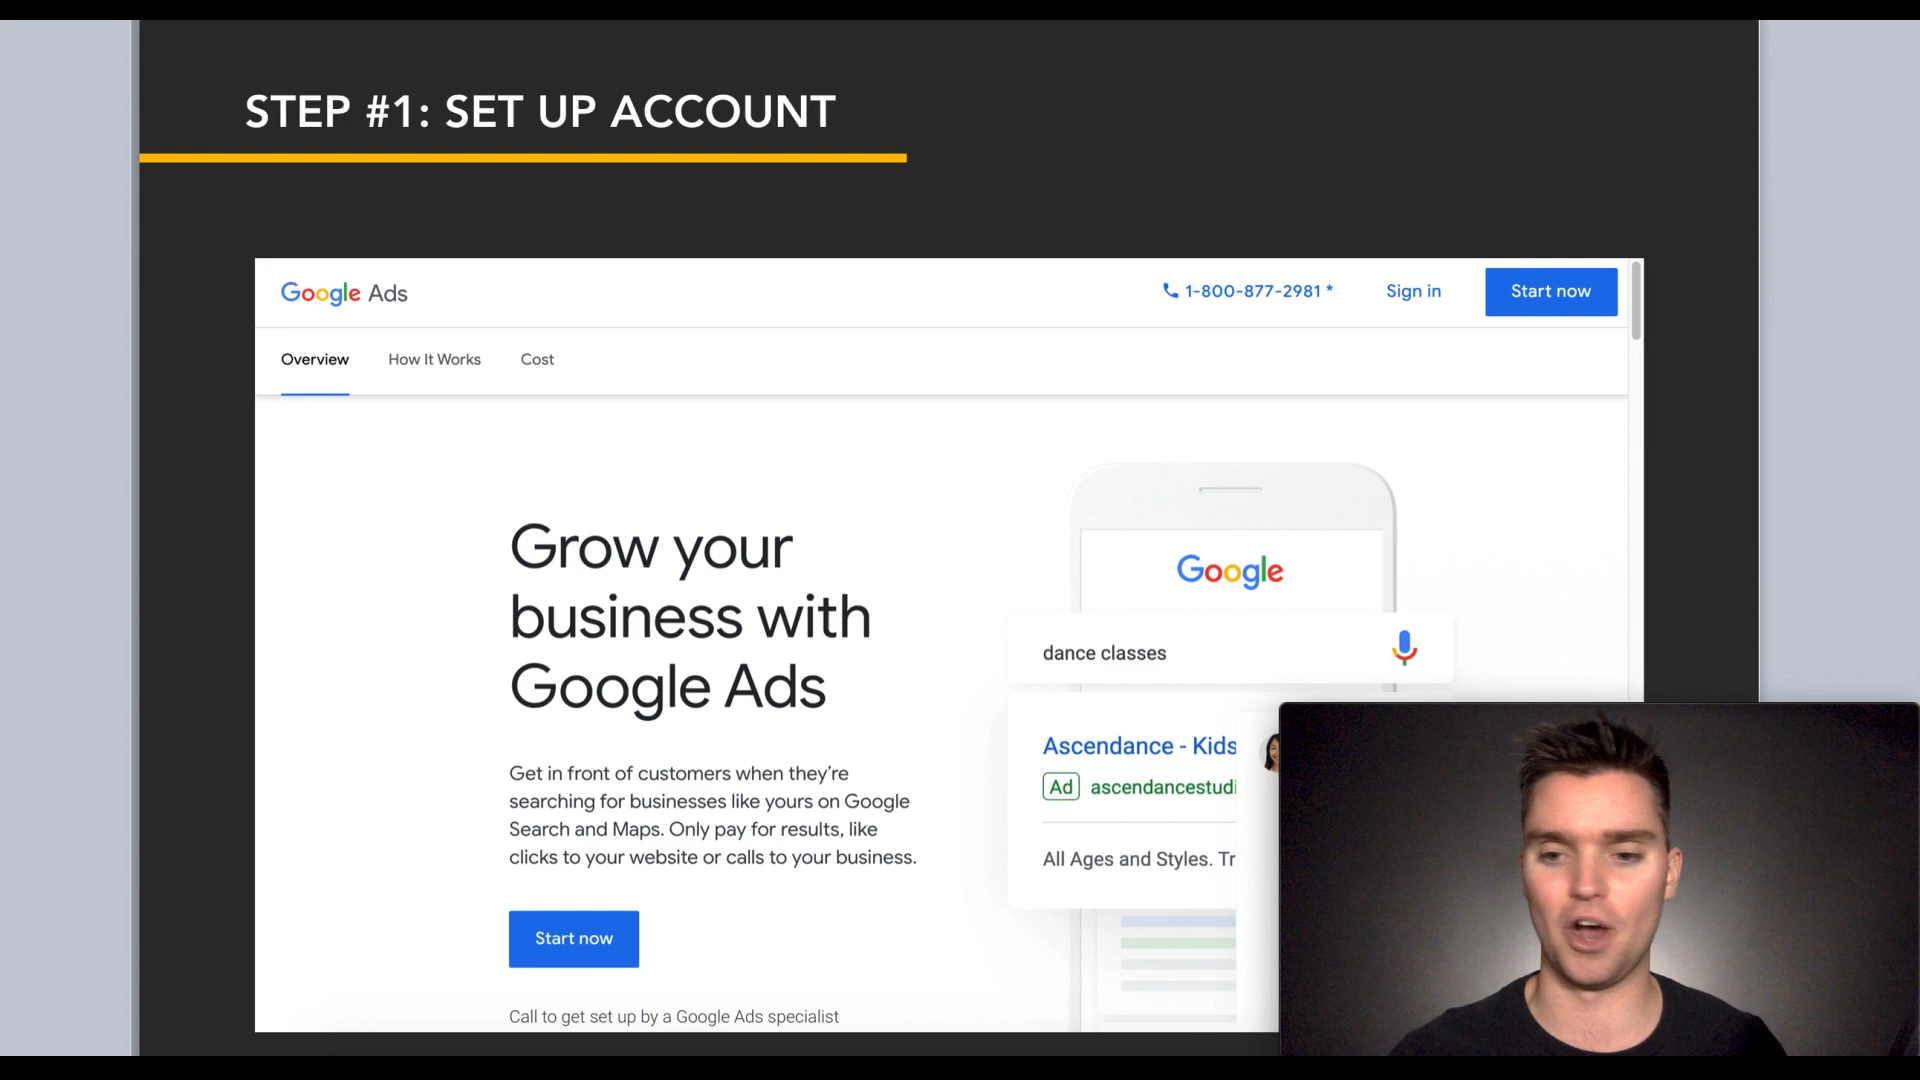 STEP #1: SET UP ACCOUNT
Google Ads
1-800-877-2981 *
Sign in
Start now
Overview
How It Works
Cost
Grow your
business with
Google Ads
Get in front of customers when they're
searching for businesses like yours on Google
Search and Maps. Only pay for results, like
clicks to your website or calls to your business.
Start now
Call to get set up by a Google Ads specialist
Google
dance classes
Ascendance - Kids
Ad ascendancestudi
All Ages and Styles. Tr